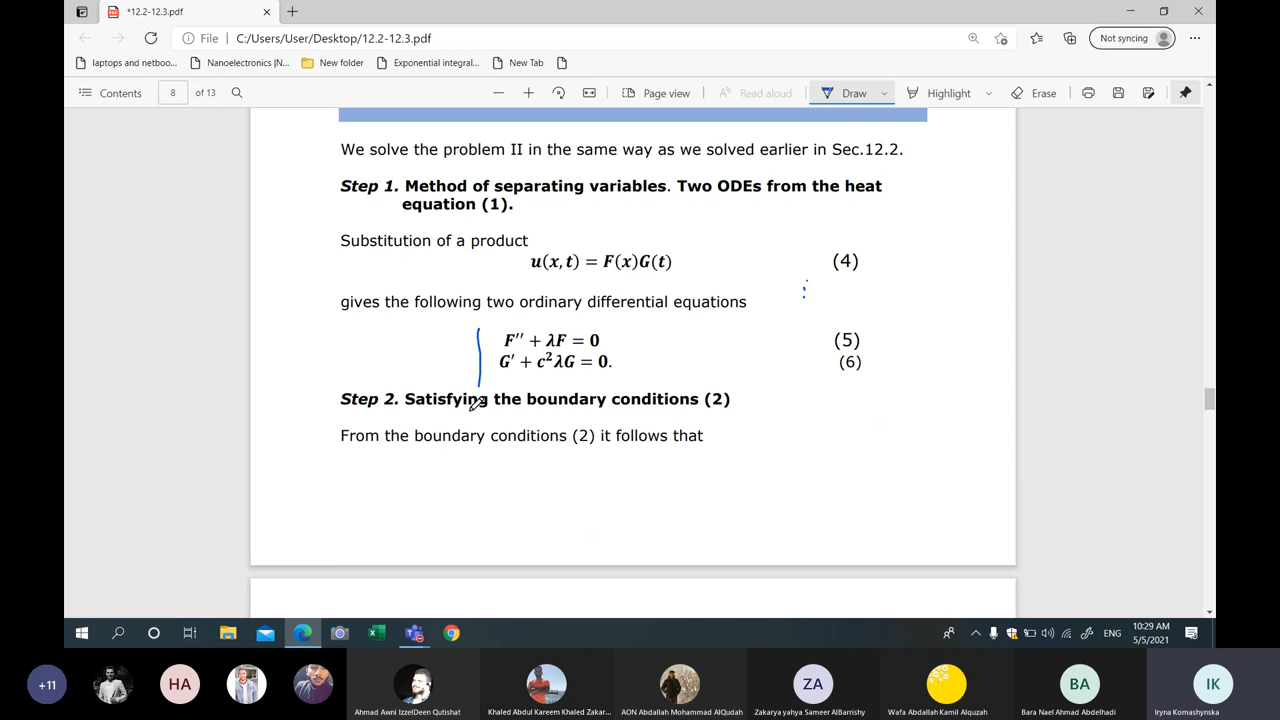 *12.2-12.3.pdf
File C:/Users/User/Desktop/12.2-12.3.pdf Not syncing
laptops and netboo... Nanoelectronics |N... New folder Exponential integral... New Tab
Contents 8 of 13 Page view Read aloud Draw Highlight Erase
We solve the problem II in the same way as we solved earlier in Sec.12.2.
Step 1. Method of separating variables. Two ODEs from the heat
equation (1).
Substitution of a product
u(x, t) = F(x)G(t) (4)
gives the following two ordinary differential equations
F′′ + λF = 0 (5)
G′ + c²λG = 0. (6)
Step 2. Satisfying the boundary conditions (2)
From the boundary conditions (2) it follows that
ENG 10:29 AM
5/5/2021
+11 HA ZA BA IK
Ahmad Awni IzzelDeen Qutishat Khaled Abdul Kareem Khaled Zakar... AON Abdallah Mohammad AlQudah Zakarya yahya Sameer AlBarrishy Wafa Abdallah Kamil Alquzah Bara Nael Ahmad Abdelhadi Iryna Komashynska